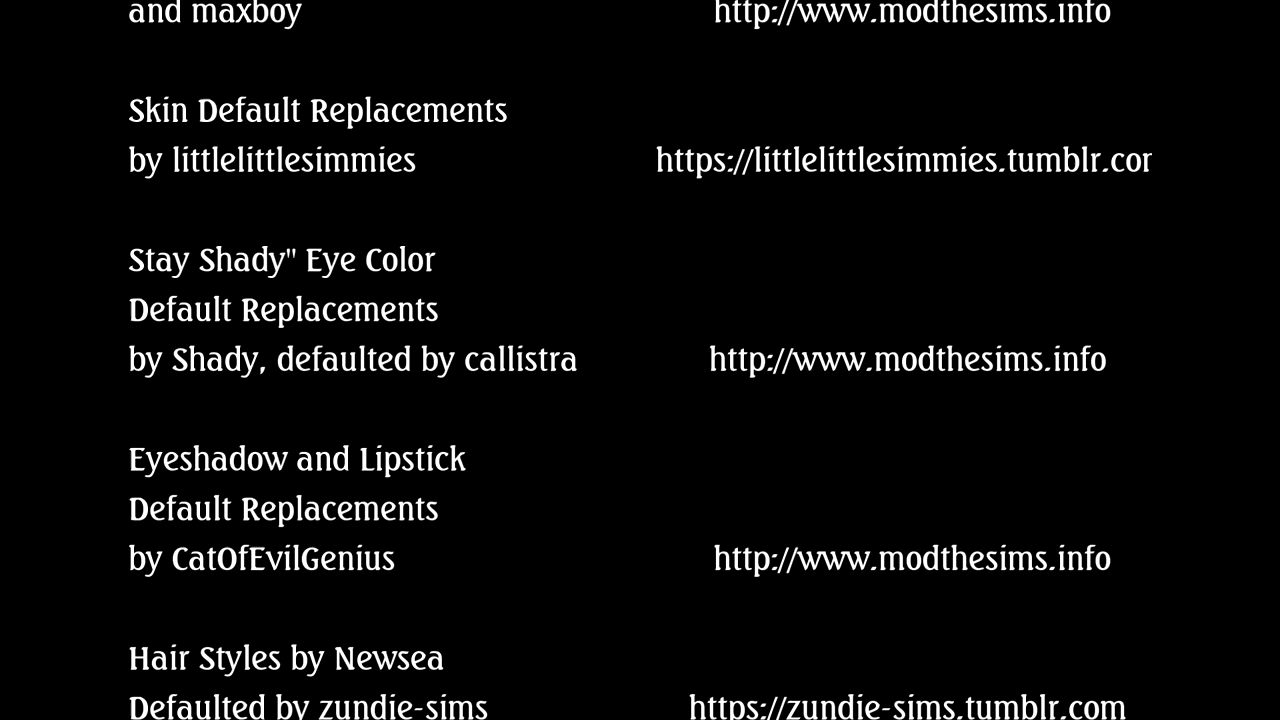 and maxboy http://www.modthesims.info
Skin Default Replacements
by littlelittlesimmies https://littlelittlesimmies.tumblr.cor
Stay Shady" Eye Color
Default Replacements
by Shady, defaulted by callistra http://www.modthesims.info
Eyeshadow and Lipstick
Default Replacements
by CatOfEvilGenius http://www.modthesims.info
Hair Styles by Newsea
Defaulted by zundie-sims https://zundie-sims.tumblr.com